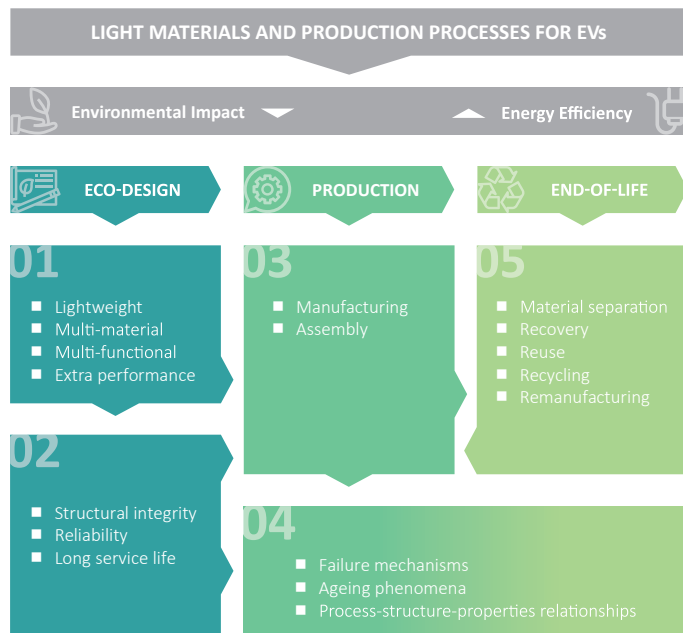 LIGHT MATERIALS AND PRODUCTION PROCESSES FOR EVs
Environmental Impact
Energy Efficiency
ECO-DESIGN
PRODUCTION
END-OF-LIFE
01
Lightweight
Multi-material
Multi-functional
Extra performance
02
Structural integrity
Reliability
Long service life
03
Manufacturing
Assembly
05
Material separation
Recovery
Reuse
Recycling
Remanufacturing
04
Failure mechanisms
Ageing phenomena
Process-structure-properties relationships